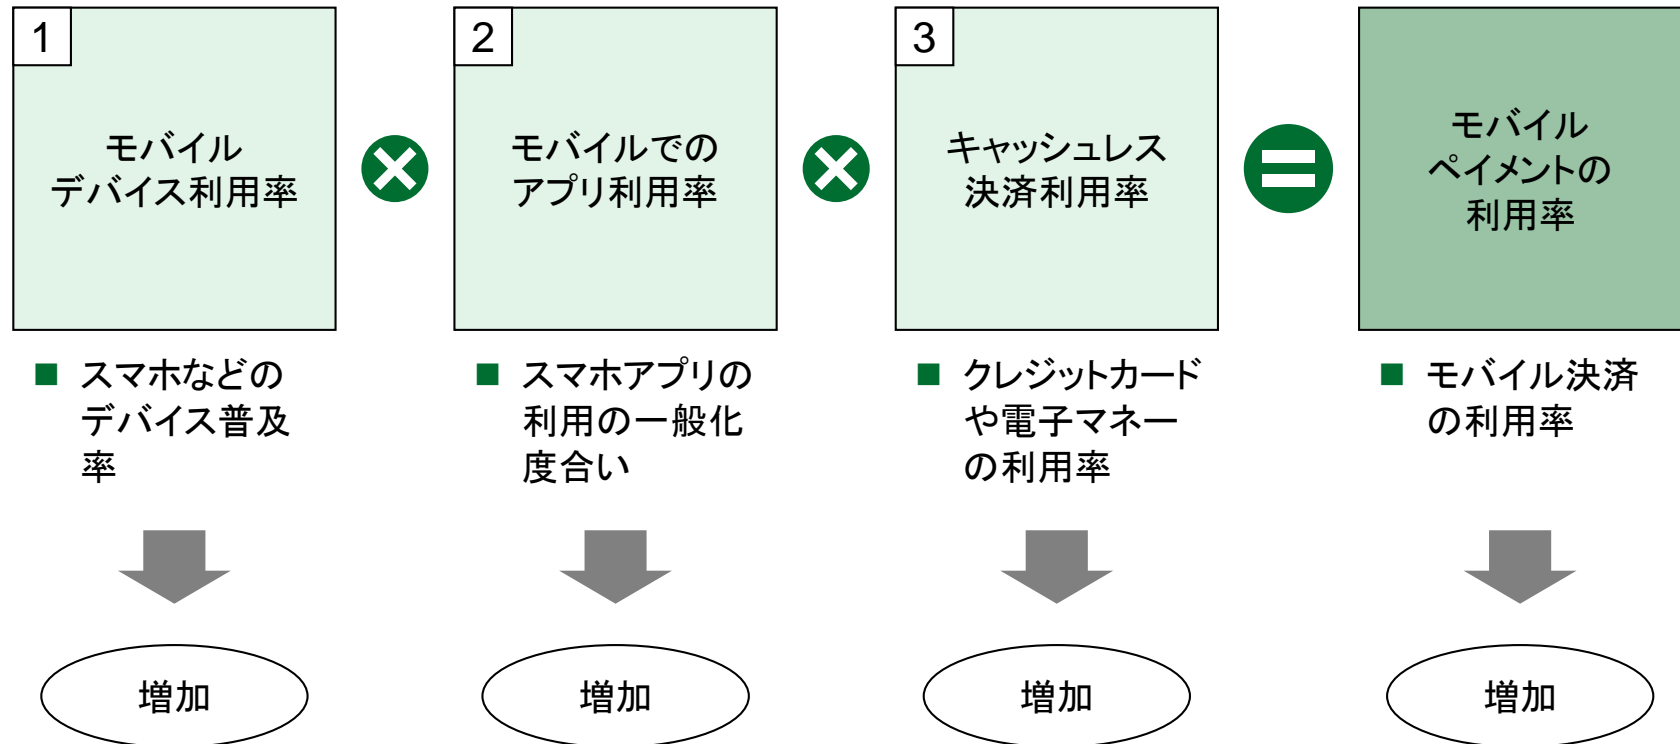 1
モバイル
デバイス利用率
2
モバイルでの
アプリ利用率
3
キャッシュレス
決済利用率
モバイル
ペイメントの
利用率
スマホなどの
デバイス普及
率
スマホアプリの
利用の一般化
度合い
クレジットカード
や電子マネー
の利用率
モバイル決済
の利用率
増加
増加
増加
増加